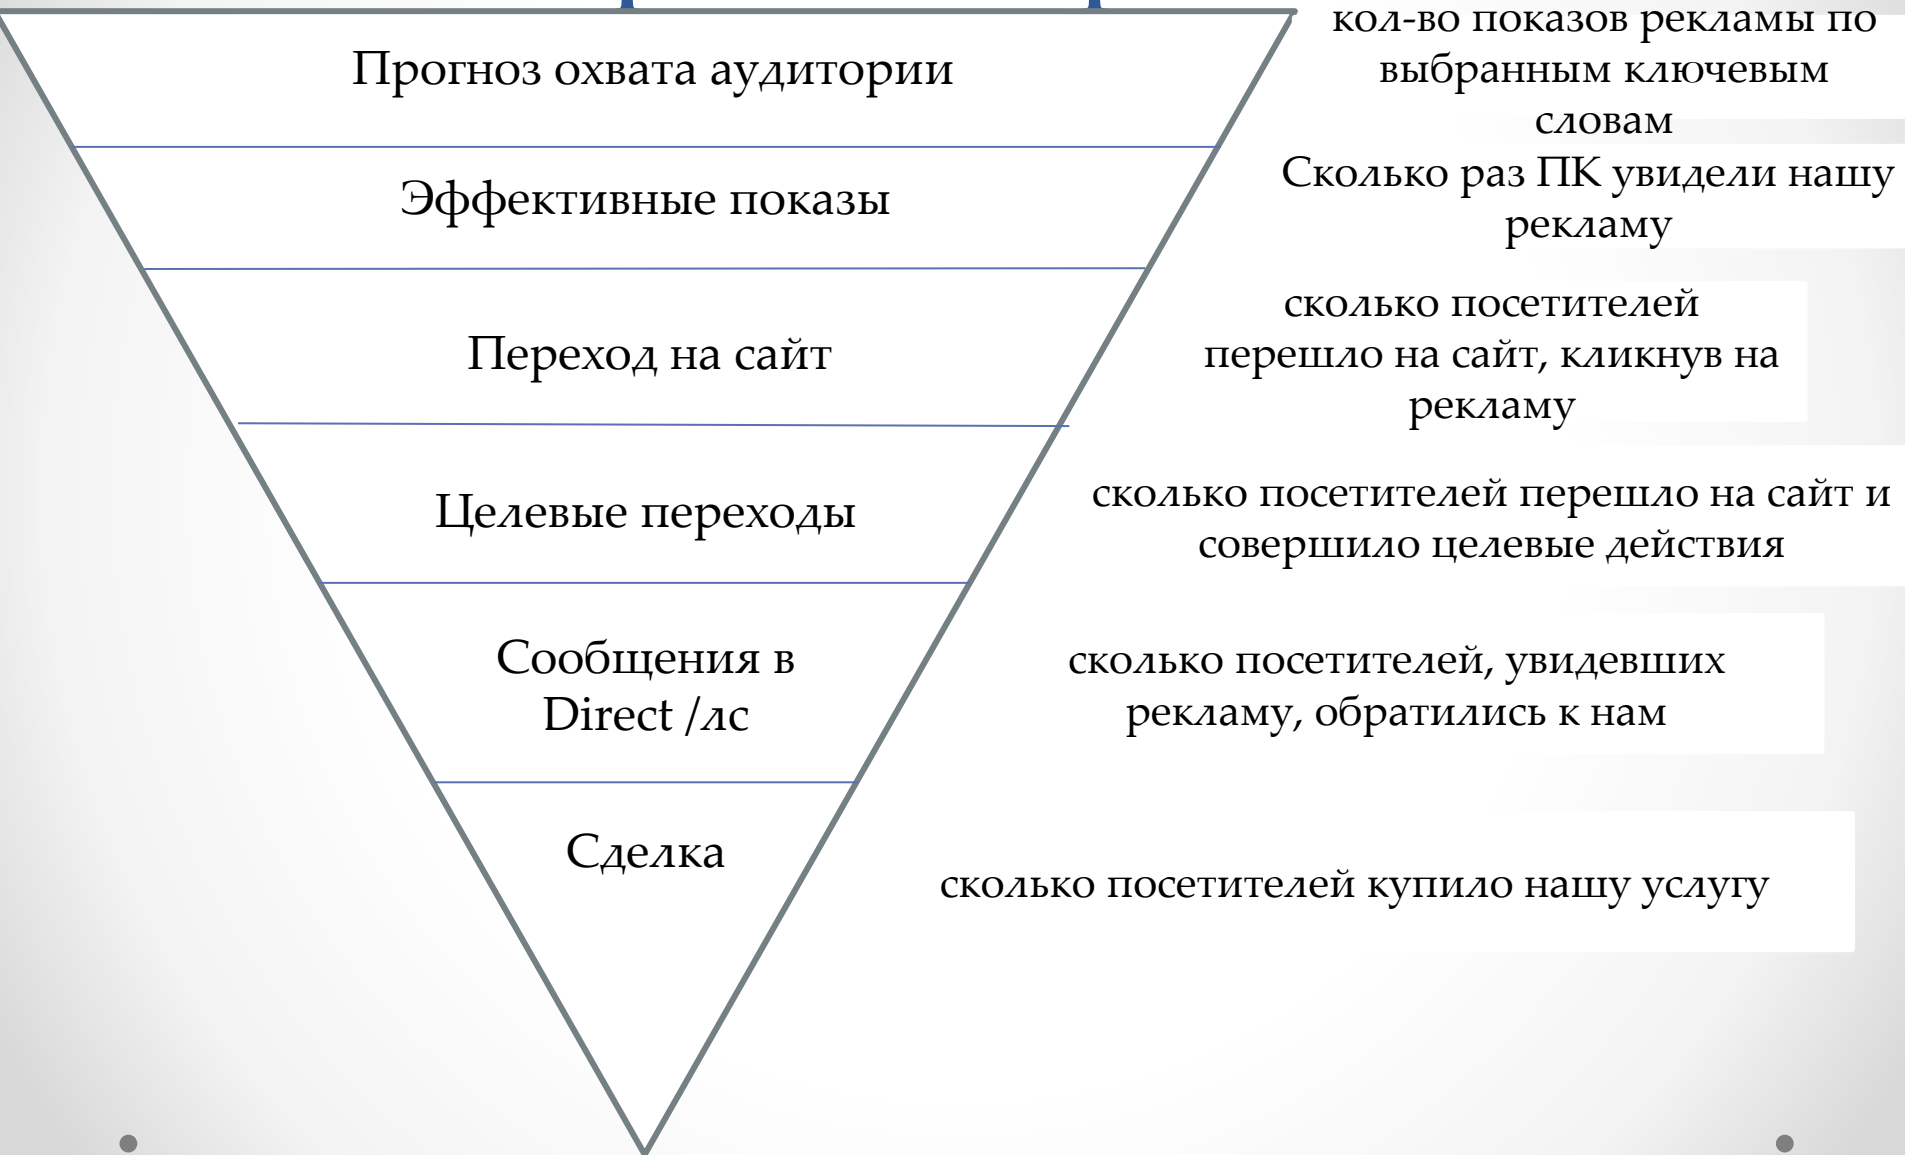 Прогноз охвата аудитории
кол-во показов рекламы по
выбранным ключевым
словам
Эффективные показы
Сколько раз ПК увидели нашу
рекламу
Переход на сайт
сколько посетителей
перешло на сайт, кликнув на
рекламу
Целевые переходы
сколько посетителей перешло на сайт и
совершило целевые действия
Сообщения в
Direct /лс
сколько посетителей, увидевших
рекламу, обратились к нам
Сделка
сколько посетителей купило нашу услугу